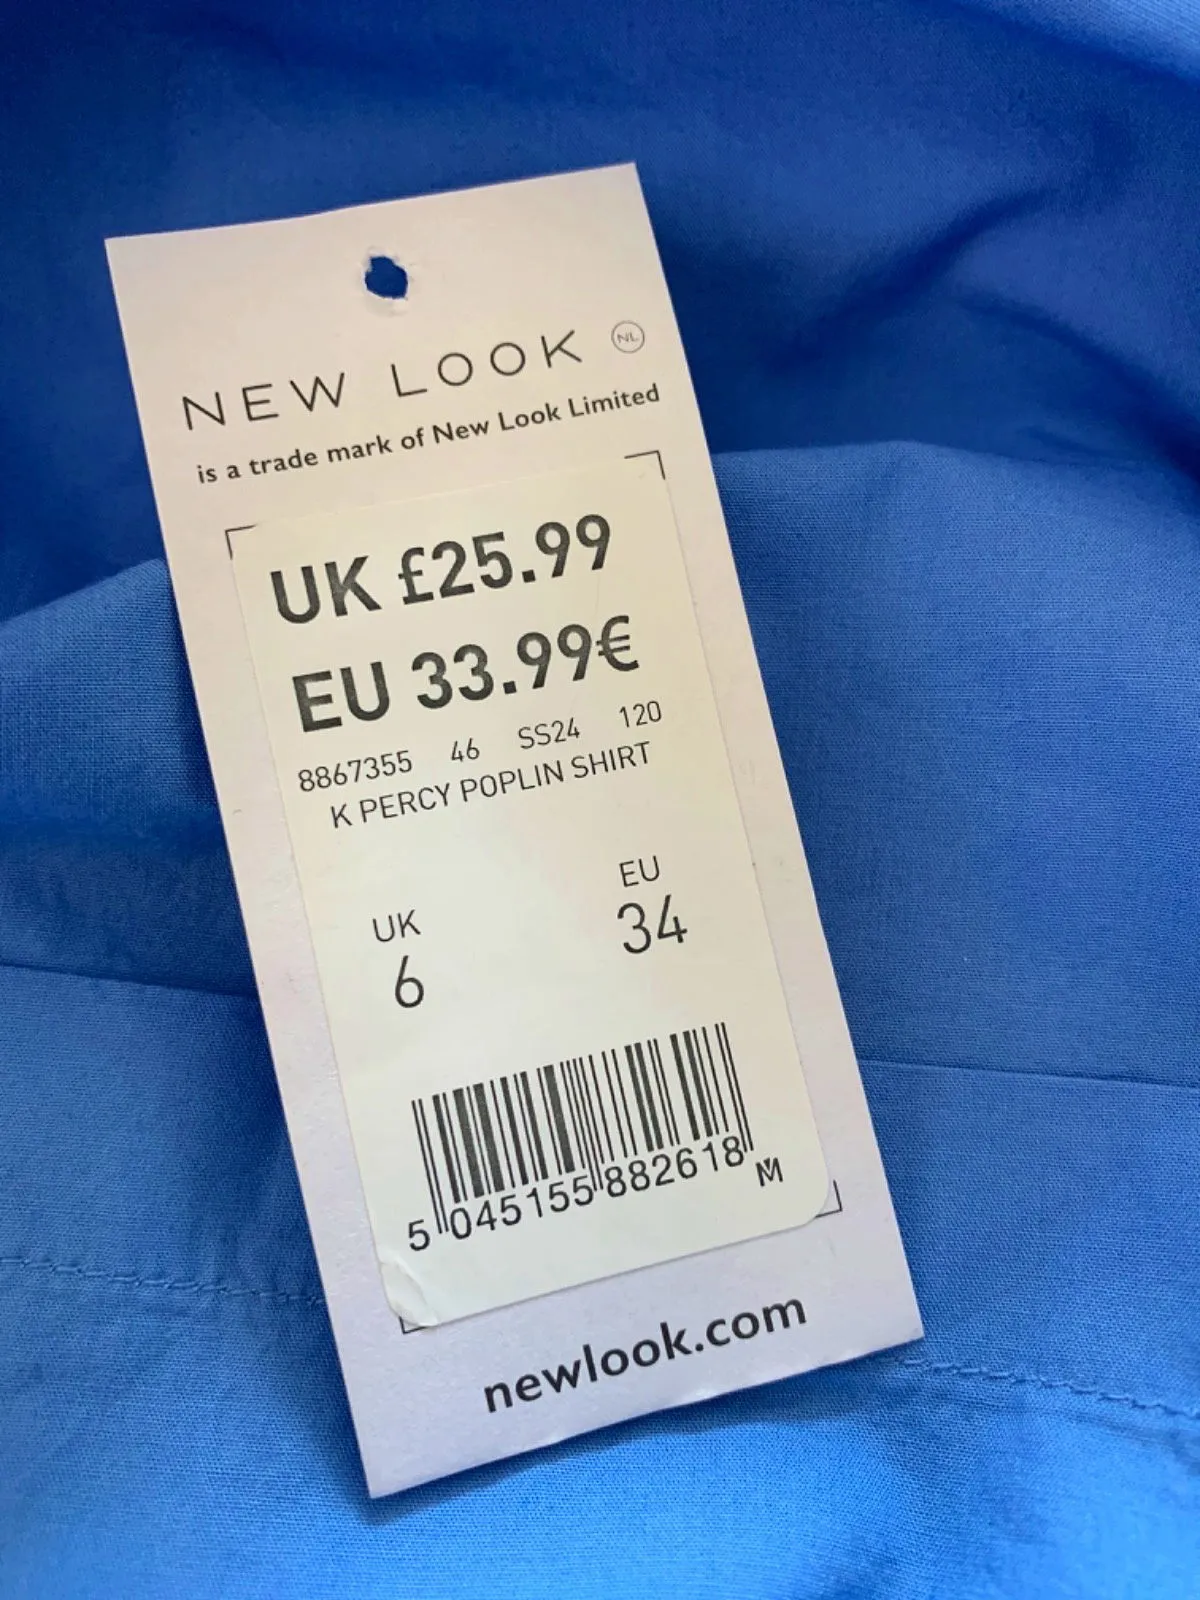 NEW LOOK NL
is a trade mark of New Look Limited
UK £25.99
EU 33.99€
8867355 46 SS24 120
K PERCY POPLIN SHIRT
UK EU
6 34
5 045155 882618 M
newlook.com